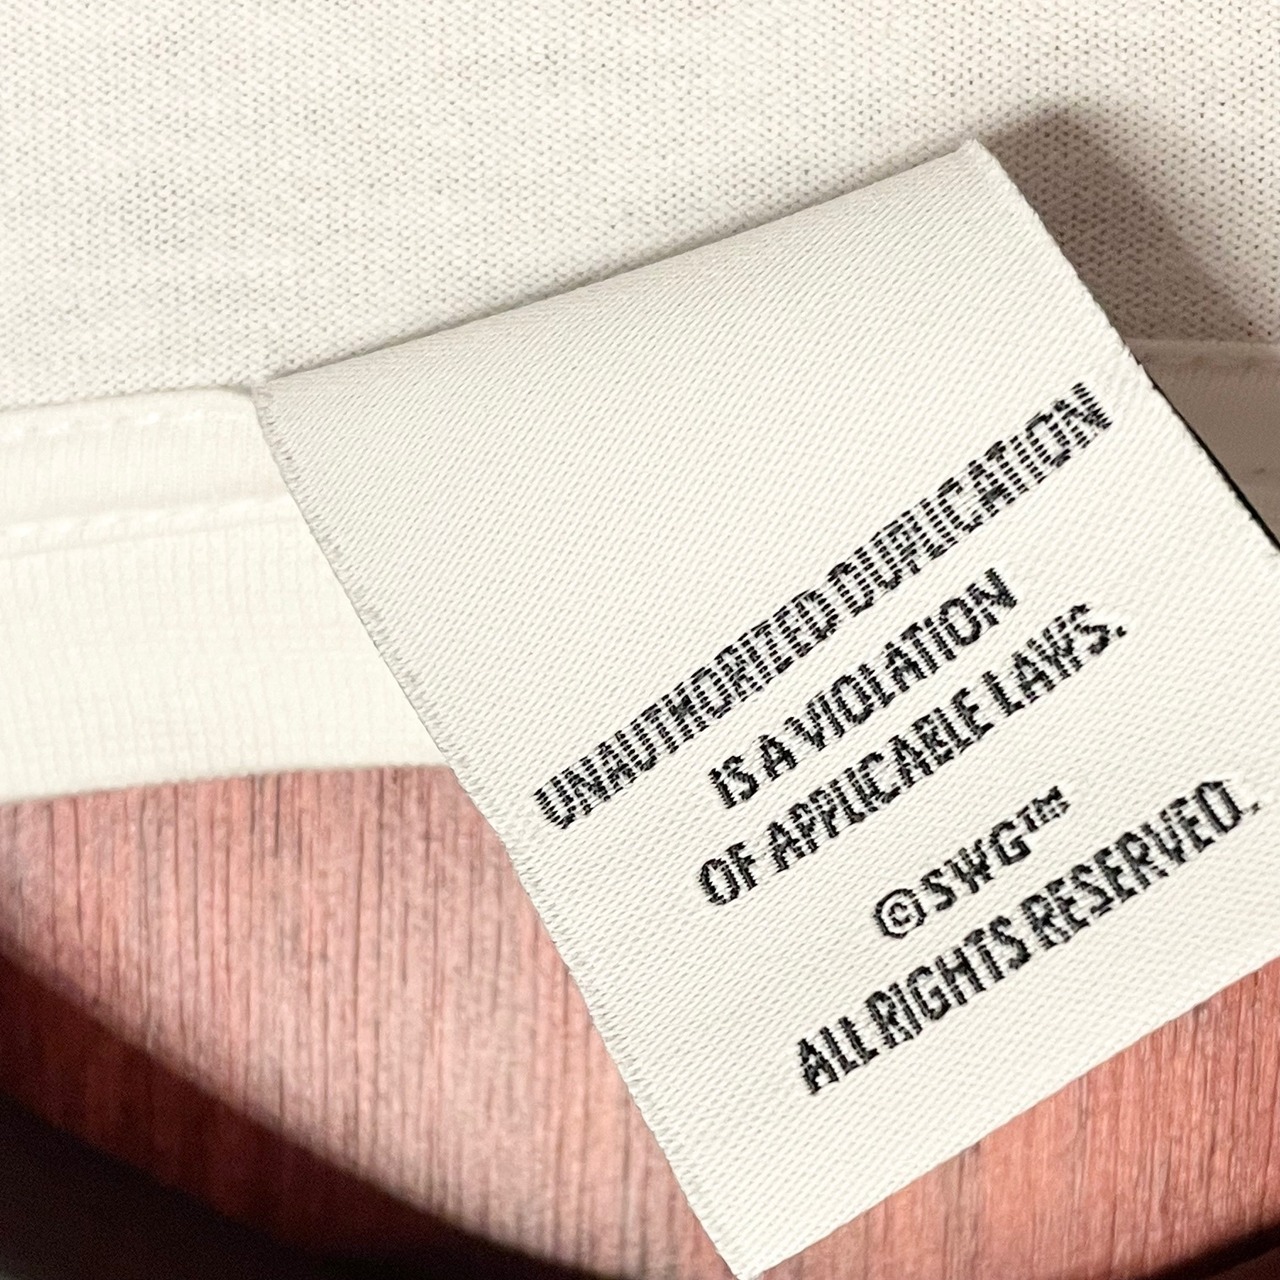 UNAUTHORIZED DUPLICATION
IS A VIOLATION
OF APPLICABLE LAWS.
© SWG™
ALL RIGHTS RESERVED.